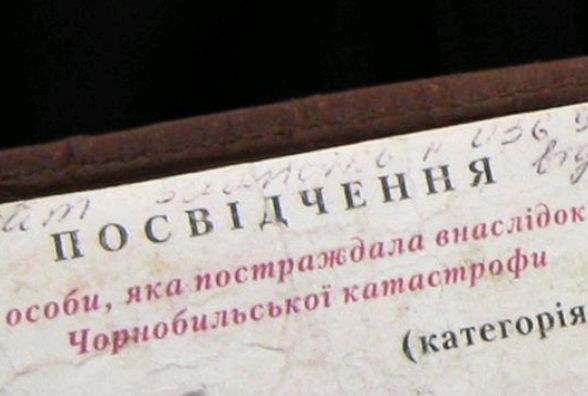 ПОСВІДЧЕННЯ
особи, яка постраждала внаслідок
Чорнобильської катастрофи
(категорія